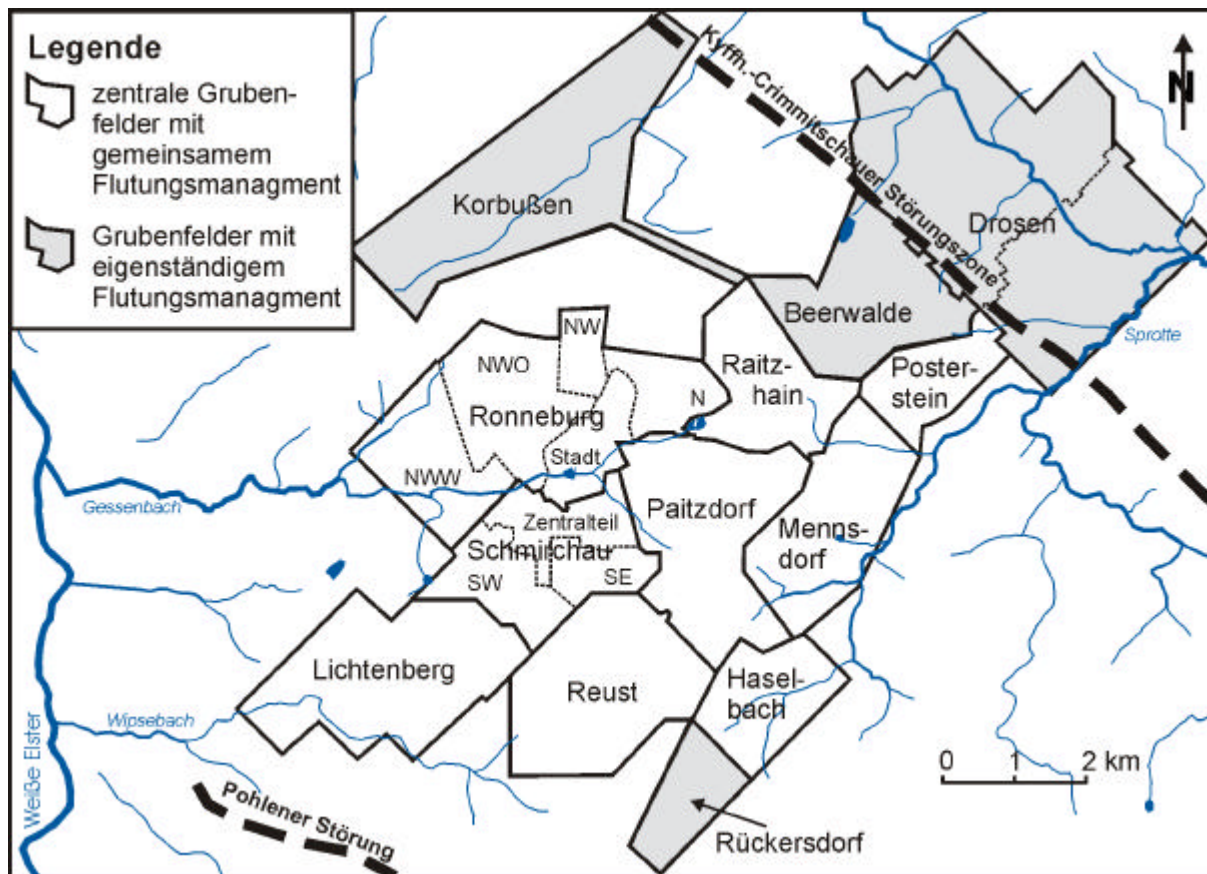 Legende
zentrale Gruben-
felder mit
gemeinsamem
Flutungsmanagment
Grubenfelder mit
eigenständigem
Flutungsmanagment
N
Kyffh.-Crimmitschauer Störungszone
Korbußen
Drosen
Beerwalde
Sprotte
NW
NWO
Raitz-
hain
Poster-
stein
N
Ronneburg
Stadt
NWW
Gessenbach
Paitzdorf
Zentralteil
Schmirchau
Menns-
dorf
SW
SE
Lichtenberg
Reust
Hasel-
bach
Wipsebach
Weiße Elster
0 1 2 km
Pohlener Störung
Rückersdorf